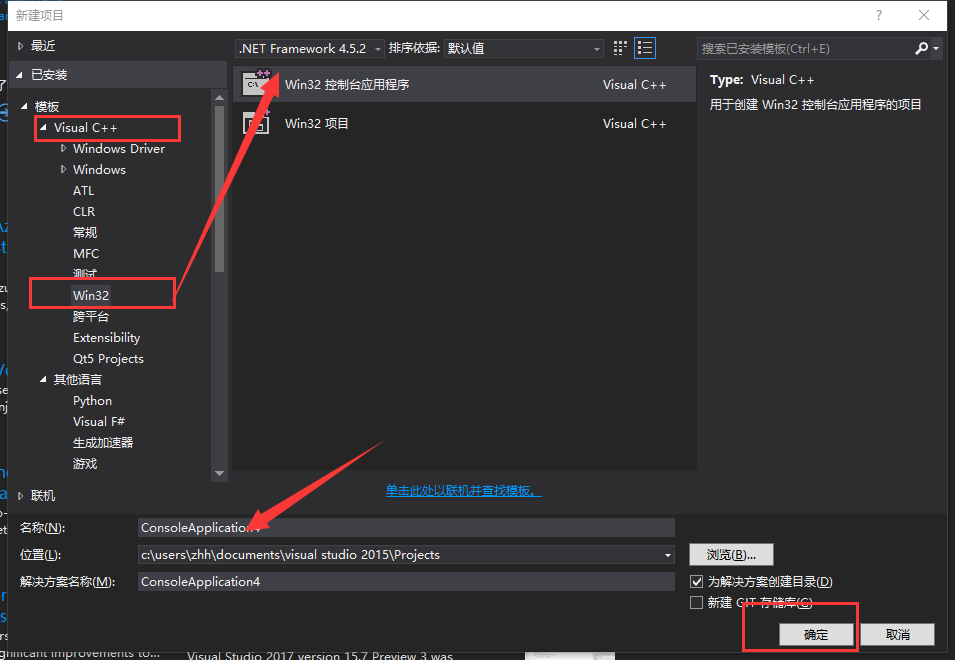 新建项目
?
最近
.NET Framework 4.5.2
排序依据:
默认值
搜索已安装模板(Ctrl+E)
已安装
模板
Visual C++
Windows Driver
Windows
ATL
CLR
常规
MFC
测试
Win32
跨平台
Extensibility
Qt5 Projects
其他语言
Python
Visual F#
生成加速器
游戏
联机
Win32 控制台应用程序
Visual C++
Win32 项目
Visual C++
Type: Visual C++
用于创建 Win32 控制台应用程序的项目
单击此处以联机并查找模板。
名称(N):
ConsoleApplication4
位置(L):
c:\users\zhh\documents\visual studio 2015\Projects
浏览(B)...
解决方案名称(M):
ConsoleApplication4
为解决方案创建目录(D)
新建 GIT 存储库(G)
确定
取消
gnificant improvements to...
Visual Studio 2017 version 15.7 Preview 3 was